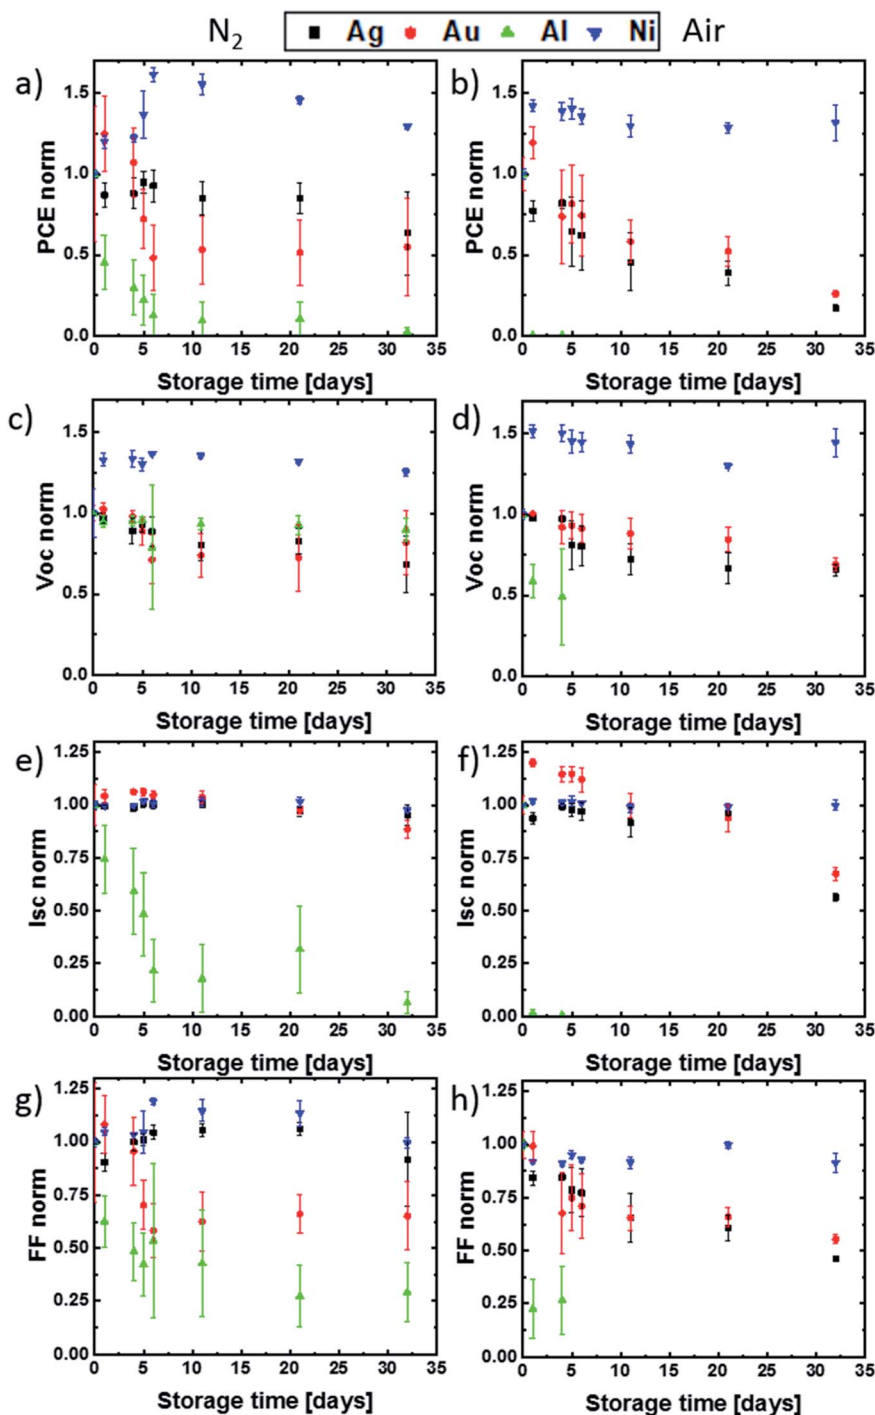 N2 Ag Au Al Ni Air
a)
PCE norm
1.5
1.0
0.5
0.0
0 5 10 15 20 25 30 35
Storage time [days]
b)
PCE norm
1.5
1.0
0.5
0.0
0 5 10 15 20 25 30 35
Storage time [days]
c)
Voc norm
1.5
1.0
0.5
0.0
0 5 10 15 20 25 30 35
Storage time [days]
d)
Voc norm
1.5
1.0
0.5
0.0
0 5 10 15 20 25 30 35
Storage time [days]
e)
Isc norm
1.25
1.00
0.75
0.50
0.25
0.00
0 5 10 15 20 25 30 35
Storage time [days]
f)
Isc norm
1.25
1.00
0.75
0.50
0.25
0.00
0 5 10 15 20 25 30 35
Storage time [days]
g)
FF norm
1.25
1.00
0.75
0.50
0.25
0.00
0 5 10 15 20 25 30 35
Storage time [days]
h)
FF norm
1.25
1.00
0.75
0.50
0.25
0.00
0 5 10 15 20 25 30 35
Storage time [days]